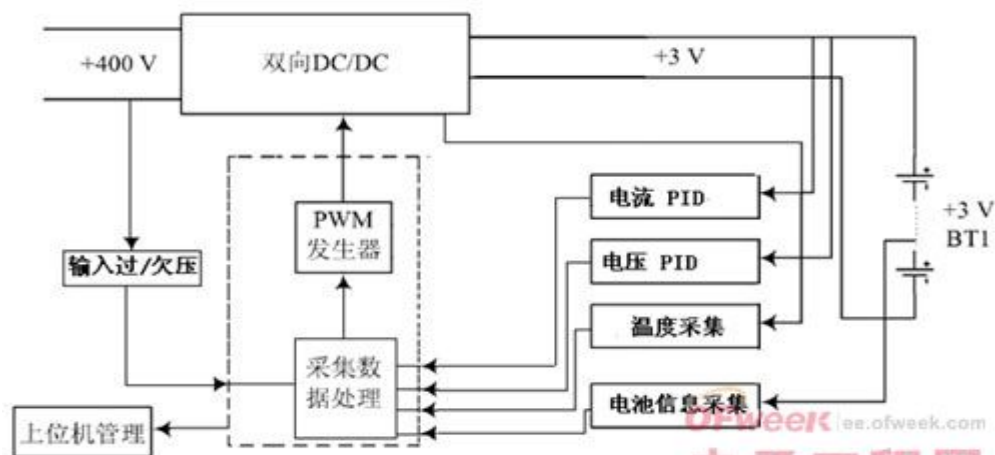 +400 V
双向DC/DC
+3 V
PWM
发生器
电流 PID
电压 PID
温度采集
电池信息采集
+3 V
BT1
输入过/欠压
采集数
据处理
上位机管理
OFweek ee.ofweek.com